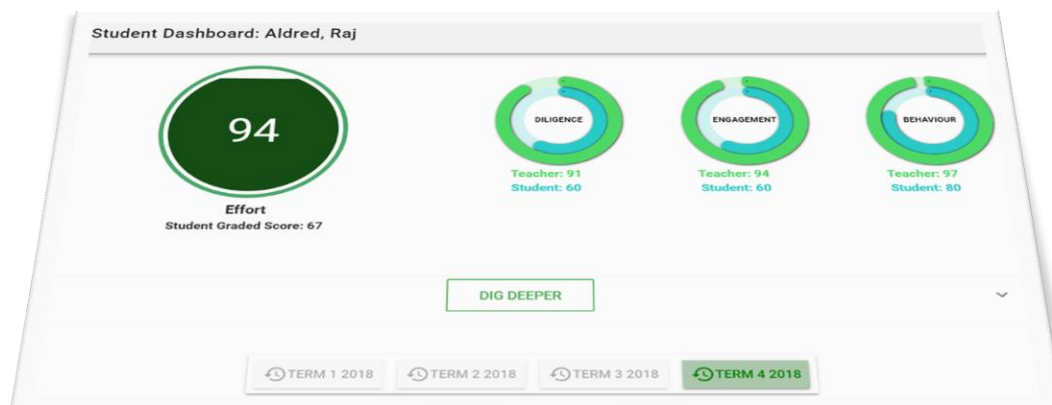 Student Dashboard: Aldred, Raj
94
Effort
Student Graded Score: 67
DILIGENCE
Teacher: 91
Student: 60
ENGAGEMENT
Teacher: 94
Student: 60
BEHAVIOUR
Teacher: 97
Student: 80
DIG DEEPER
TERM 1 2018
TERM 2 2018
TERM 3 2018
TERM 4 2018